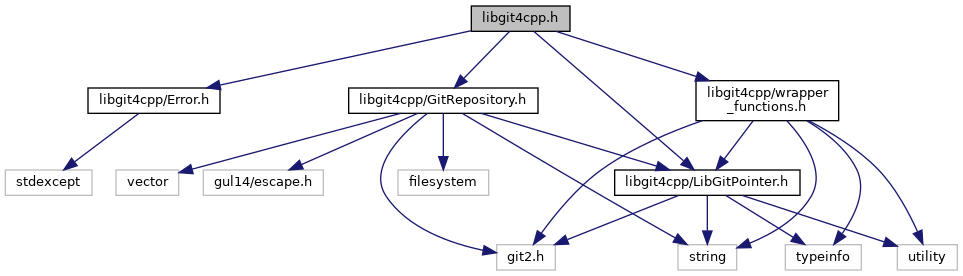 libgit4cpp.h
libgit4cpp/Error.h
libgit4cpp/GitRepository.h
libgit4cpp/wrapper
_functions.h
stdexcept
vector
gul14/escape.h
filesystem
libgit4cpp/LibGitPointer.h
git2.h
string
typeinfo
utility